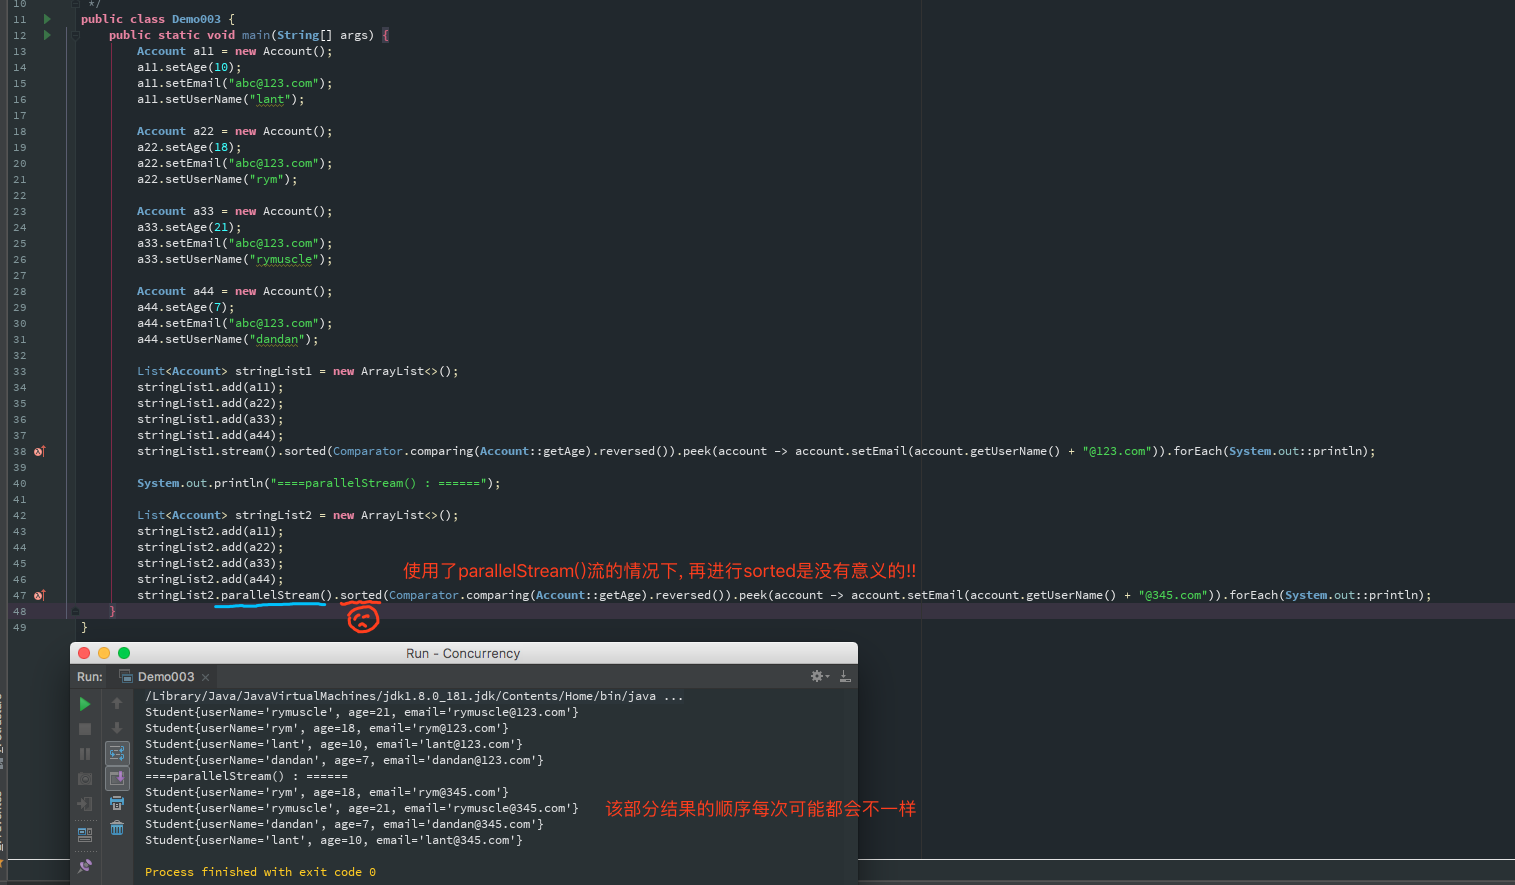 10 */
11 public class Demo003 {
12 public static void main(String[] args) {
13 Account a11 = new Account();
14 a11.setAge(10);
15 a11.setEmail("abc@123.com");
16 a11.setUserName("lant");
17
18 Account a22 = new Account();
19 a22.setAge(18);
20 a22.setEmail("abc@123.com");
21 a22.setUserName("rym");
22
23 Account a33 = new Account();
24 a33.setAge(21);
25 a33.setEmail("abc@123.com");
26 a33.setUserName("rymuscle");
27
28 Account a44 = new Account();
29 a44.setAge(7);
30 a44.setEmail("abc@123.com");
31 a44.setUserName("dandan");
32
33 List<Account> stringList1 = new ArrayList<>();
34 stringList1.add(a11);
35 stringList1.add(a22);
36 stringList1.add(a33);
37 stringList1.add(a44);
38 stringList1.stream().sorted(Comparator.comparing(Account::getAge).reversed()).peek(account -> account.setEmail(account.getUserName() + "@123.com")).forEach(System.out::println);
39
40 System.out.println("====parallelStream() : ======");
41
42 List<Account> stringList2 = new ArrayList<>();
43 stringList2.add(a11);
44 stringList2.add(a22);
45 stringList2.add(a33);
使用了parallelStream()流的情况下, 再进行sorted是没有意义的!!
46 stringList2.add(a44);
47 stringList2.parallelStream().sorted(Comparator.comparing(Account::getAge).reversed()).peek(account -> account.setEmail(account.getUserName() + "@345.com")).forEach(System.out::println);
48 }
49 }
Run - Concurrency
Run: Demo003
/Library/Java/JavaVirtualMachines/jdk1.8.0_181.jdk/Contents/Home/bin/java ...
Student{userName='rymuscle', age=21, email='rymuscle@123.com'}
Student{userName='rym', age=18, email='rym@123.com'}
Student{userName='lant', age=10, email='lant@123.com'}
Student{userName='dandan', age=7, email='dandan@123.com'}
====parallelStream() : ======
Student{userName='rym', age=18, email='rym@345.com'}
Student{userName='rymuscle', age=21, email='rymuscle@345.com'}
该部分结果的顺序每次可能都会不一样
Student{userName='dandan', age=7, email='dandan@345.com'}
Student{userName='lant', age=10, email='lant@345.com'}
Process finished with exit code 0